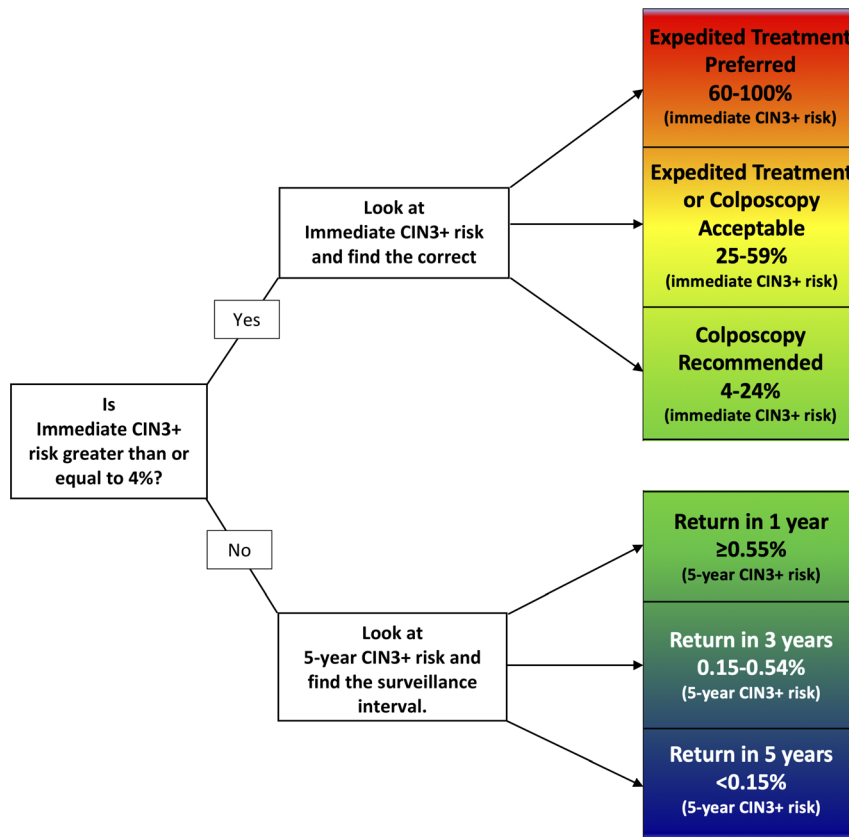 Is
Immediate CIN3+
risk greater than or
equal to 4%?
Yes
Look at
Immediate CIN3+ risk
and find the correct
Expedited Treatment
Preferred
60-100%
(immediate CIN3+ risk)
Expedited Treatment
or Colposcopy
Acceptable
25-59%
(immediate CIN3+ risk)
Colposcopy
Recommended
4-24%
(immediate CIN3+ risk)
No
Look at
5-year CIN3+ risk and
find the surveillance
interval.
Return in 1 year
≥0.55%
(5-year CIN3+ risk)
Return in 3 years
0.15-0.54%
(5-year CIN3+ risk)
Return in 5 years
<0.15%
(5-year CIN3+ risk)